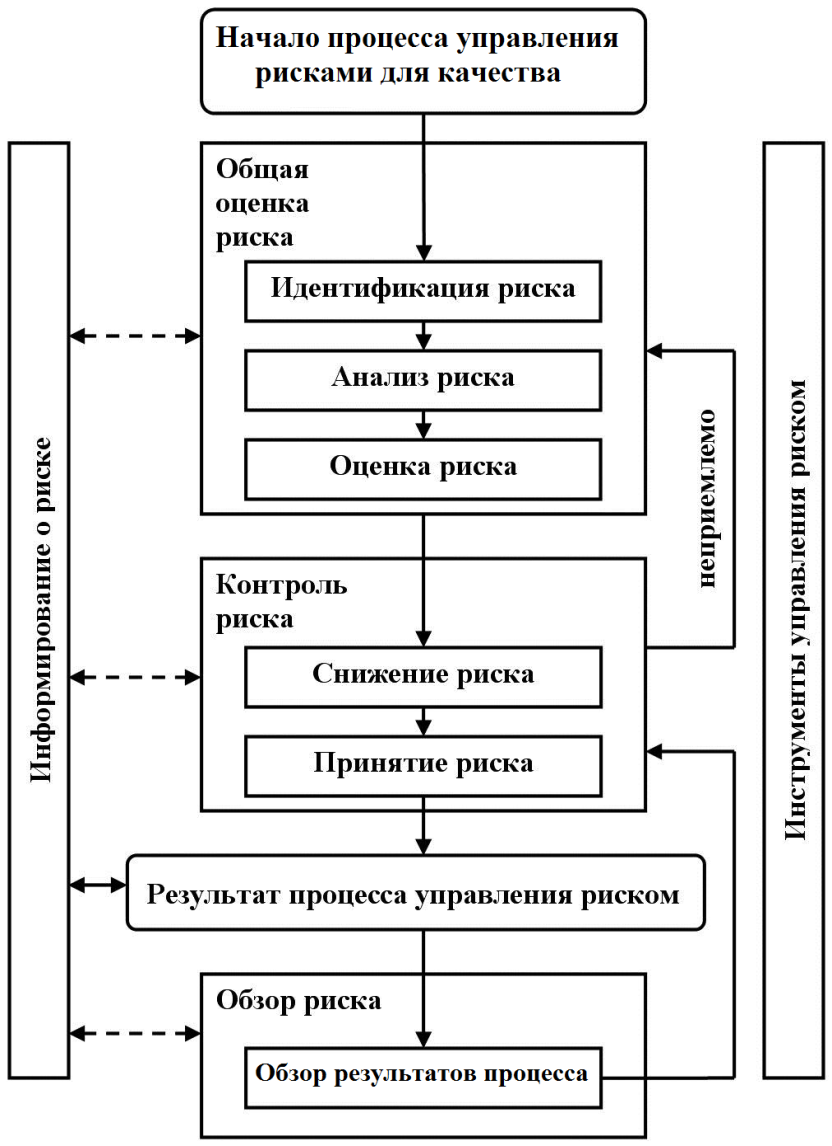 Начало процесса управления
рисками для качества
Общая
оценка
риска
Идентификация риска
Анализ риска
Оценка риска
неприемлемо
Контроль
риска
Снижение риска
Принятие риска
Результат процесса управления риском
Обзор риска
Обзор результатов процесса
Информирование о риске
Инструменты управления риском